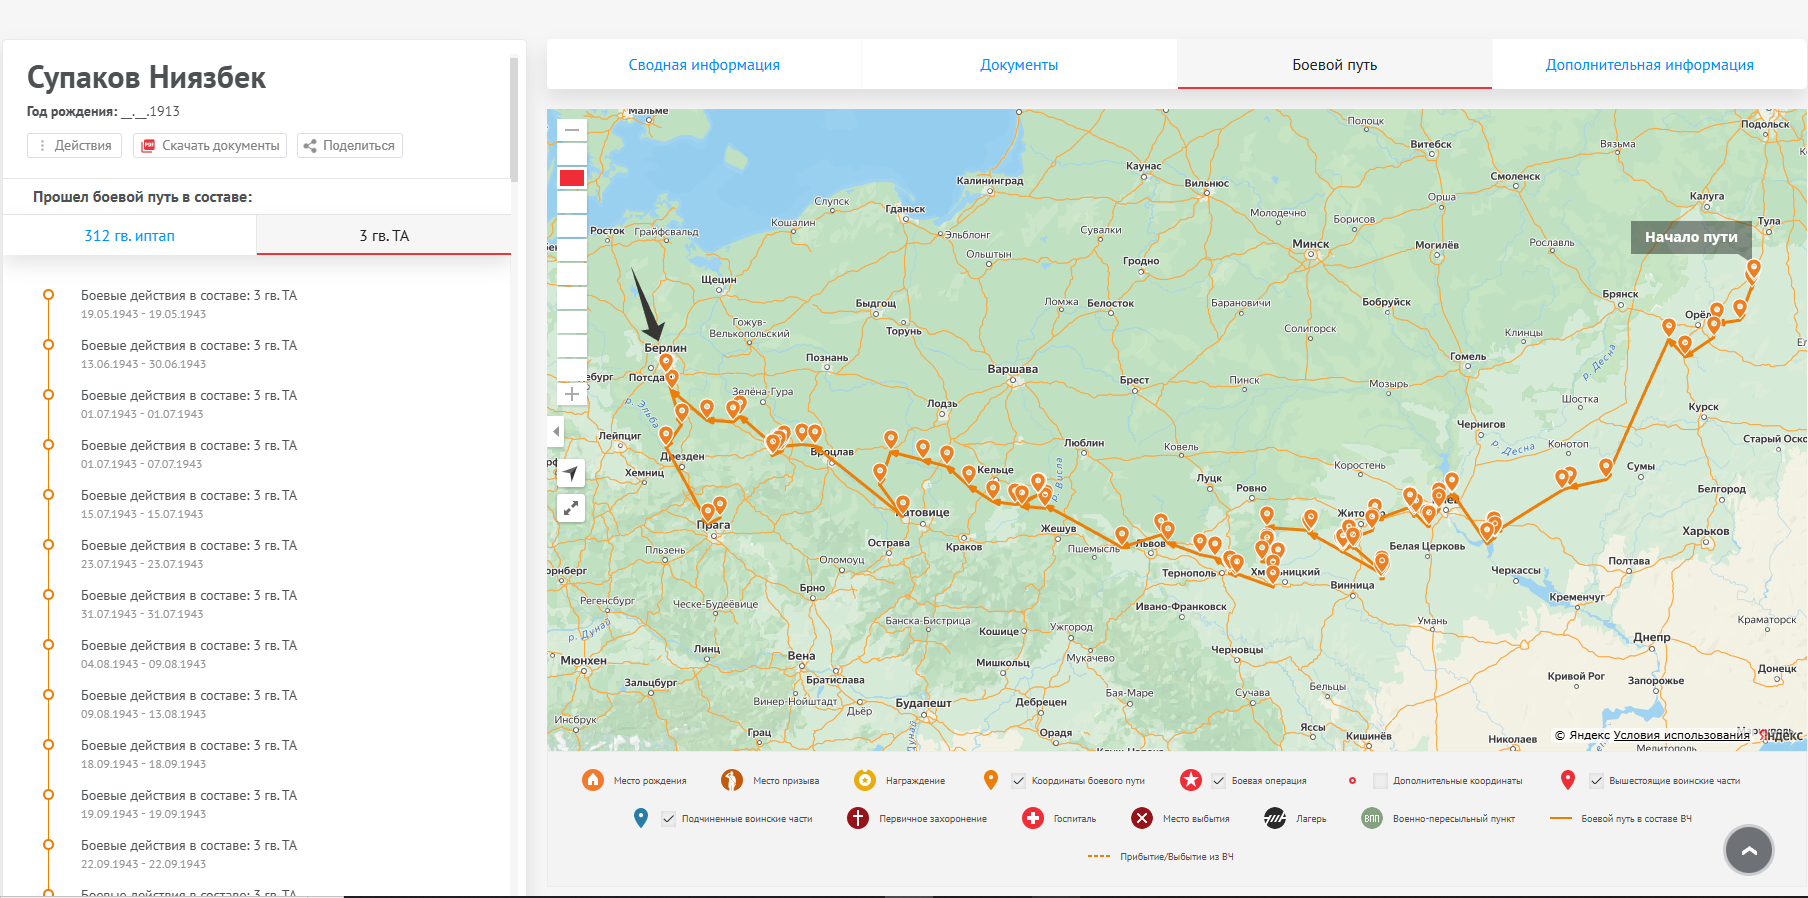 Супаков Ниязбек
Год рождения: __.__.1913
Действия
Скачать документы
Поделиться
Прошел боевой путь в составе:
312 гв. иптап
3 гв. ТА
Боевые действия в составе: 3 гв. ТА
19.05.1943 - 19.05.1943
Боевые действия в составе: 3 гв. ТА
13.06.1943 - 30.06.1943
Боевые действия в составе: 3 гв. ТА
01.07.1943 - 01.07.1943
Боевые действия в составе: 3 гв. ТА
01.07.1943 - 07.07.1943
Боевые действия в составе: 3 гв. ТА
15.07.1943 - 15.07.1943
Боевые действия в составе: 3 гв. ТА
23.07.1943 - 23.07.1943
Боевые действия в составе: 3 гв. ТА
31.07.1943 - 31.07.1943
Боевые действия в составе: 3 гв. ТА
04.08.1943 - 09.08.1943
Боевые действия в составе: 3 гв. ТА
09.08.1943 - 13.08.1943
Боевые действия в составе: 3 гв. ТА
18.09.1943 - 18.09.1943
Боевые действия в составе: 3 гв. ТА
19.09.1943 - 19.09.1943
Боевые действия в составе: 3 гв. ТА
22.09.1943 - 22.09.1943
Боевые действия в составе: 3 гв. ТА
Сводная информация
Документы
Боевой путь
Дополнительная информация
Мальме
Полоцк
Подольск
Витебск
Вязьма
Каунас
Вильнюс
Калининград
Смоленск
Калуга
Слупск
Гданьск
Орша
Кошалин
Молодечно
Борисов
Тула
Росток
Грайфсвальд
Эльблонг
Сувалки
Минск
Могилёв
Рославль
Начало пути
Ольштын
Гродно
Щецин
Брянск
Быдгощ
Ломжа
Белосток
Барановичи
Бобруйск
Орёл
Гожув-
Велькопольский
Торунь
Солигорск
Клинцы
Берлин
Познань
Гомель
р. Десна
Варшава
Брест
Пинск
Мозырь
Потсда
Зелёна-Гура
Шостка
Лодзь
Курск
р. Эльба
Чернигов
Лейпциг
Люблин
Ковель
р. Десна
Конотоп
Старый Оско
Дрезден
Вроцлав
Хемниц
Кельце
р. Висла
Луцк
Ровно
Коростень
Сумы
Белгород
Прага
Катовице
Жешув
Харьков
Пльзень
Острава
Краков
Пшемысль
Львов
Белая Церковь
Оломоуц
Тернополь
Винница
Черкассы
Полтава
Регенсбург
Брно
Ческе-Будеёвице
Ивано-Франковск
Кременчуг
р. Дунай
Банска-Бистрица
Кошице
Ужгород
Умань
Краматорск
Мюнхен
Линц
Вена
Мишкольц
Мукачево
Черновцы
Днепр
Зальцбург
Братислава
Бая-Маре
Сучава
Бельцы
Кривой Рог
Запорожье
Донецк
Винер-Нойштадт
Дьёр
Будапешт
Дебрецен
Инсбрук
Грац
р. Дунай
Орадя
Яссы
Кишинёв
Николаев
© Яндекс Условия использования
Яндекс
Мелитополь
Место рождения
Место призыва
Награждение
Координаты боевого пути
Боевая операция
Дополнительные координаты
Вышестоящие воинские части
Подчиненные воинские части
Первичное захоронение
Госпиталь
Место выбытия
Лагерь
ВПП
Военно-пересыльный пункт
Боевой путь в составе ВЧ
Прибытие/Выбытие из ВЧ